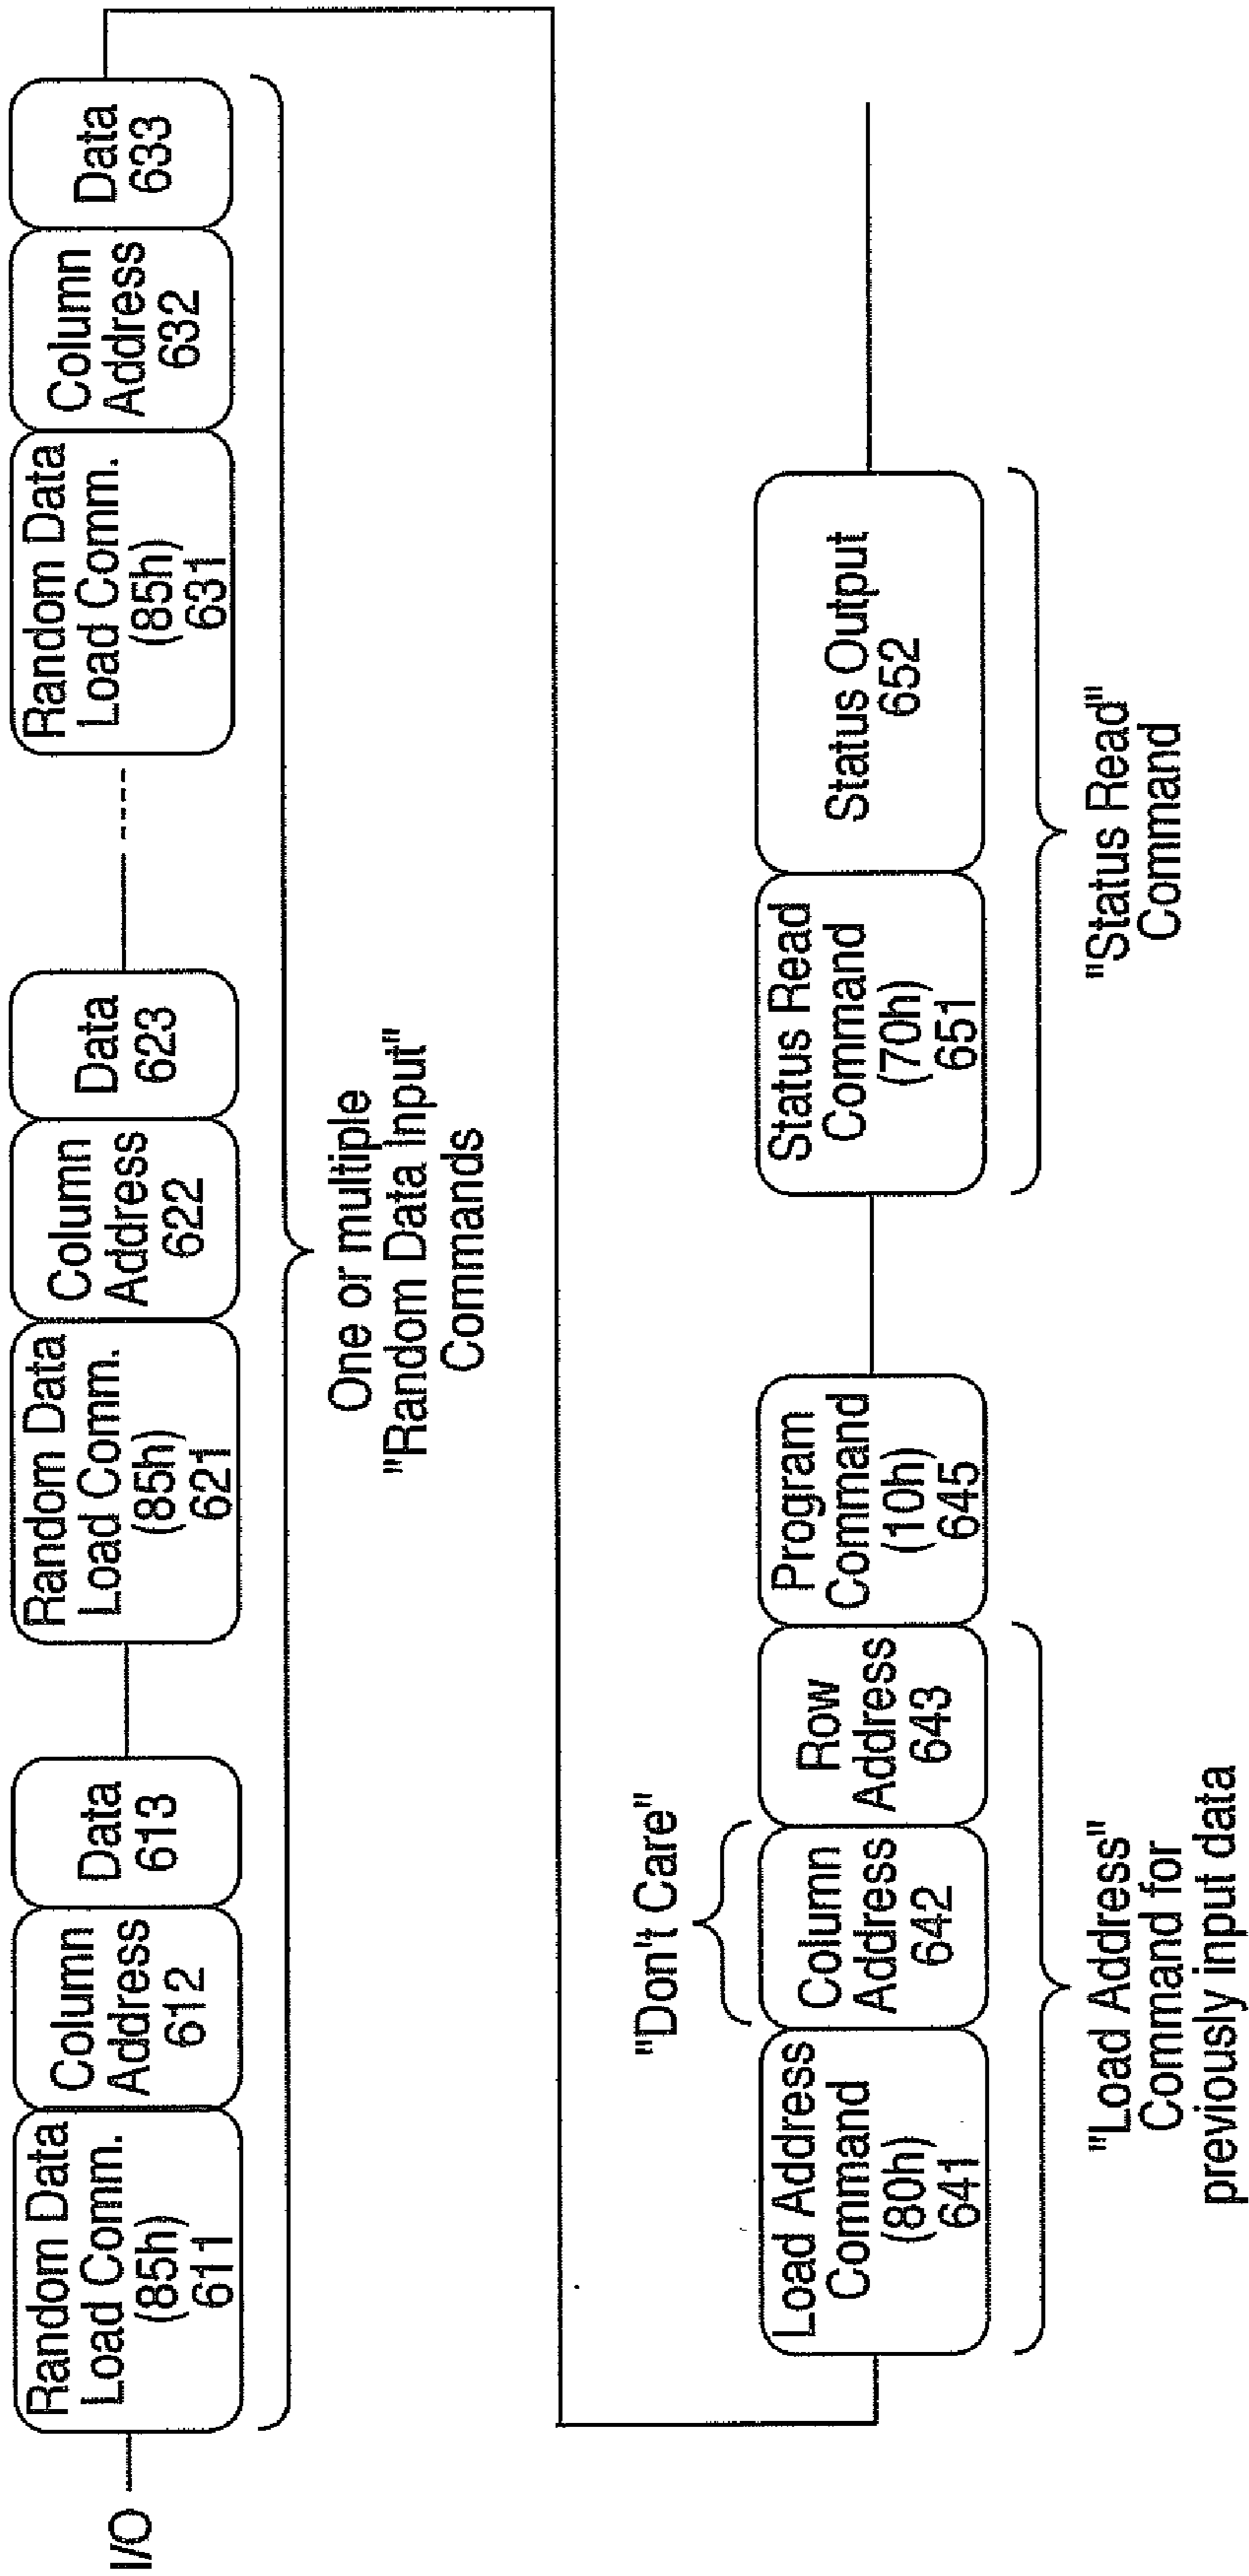 I/O
Random Data
Load Comm.
(85h)
611
Column
Address
612
Data
613
Random Data
Load Comm.
(85h)
621
Column
Address
622
Data
623
Random Data
Load Comm.
(85h)
631
Column
Address
632
Data
633
One or multiple
"Random Data Input"
Commands
"Don't Care"
Load Address
Command
(80h)
641
Column
Address
642
Row
Address
643
Program
Command
(10h)
645
Status Read
Command
(70h)
651
Status Output
652
"Load Address"
Command for
previously input data
"Status Read"
Command